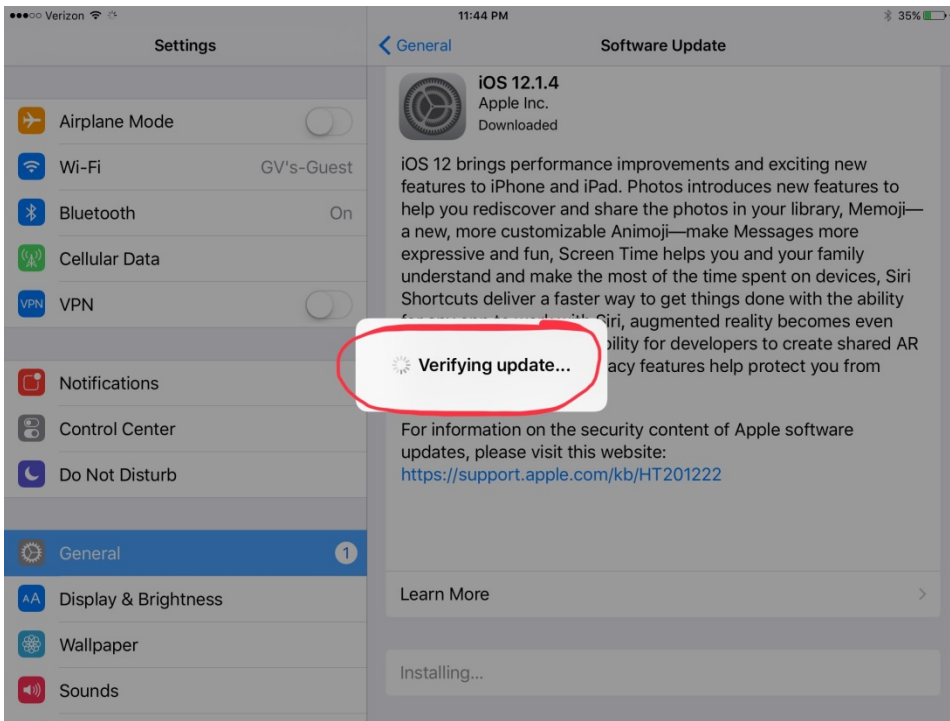 Verizon
11:44 PM
35%
Settings
General
Software Update
Airplane Mode
Wi-Fi
GV's-Guest
Bluetooth
On
Cellular Data
VPN
VPN
Notifications
Control Center
Do Not Disturb
General
1
AA
Display & Brightness
Wallpaper
Sounds
iOS 12.1.4
Apple Inc.
Downloaded
iOS 12 brings performance improvements and exciting new
features to iPhone and iPad. Photos introduces new features to
help you rediscover and share the photos in your library, Memoji—
a new, more customizable Animoji—make Messages more
expressive and fun, Screen Time helps you and your family
understand and make the most of the time spent on devices, Siri
Shortcuts deliver a faster way to get things done with the ability
Siri, augmented reality becomes even
for developers to create shared AR
features help protect you from
Verifying update...
For information on the security content of Apple software
updates, please visit this website:
https://support.apple.com/kb/HT201222
Learn More
Installing...